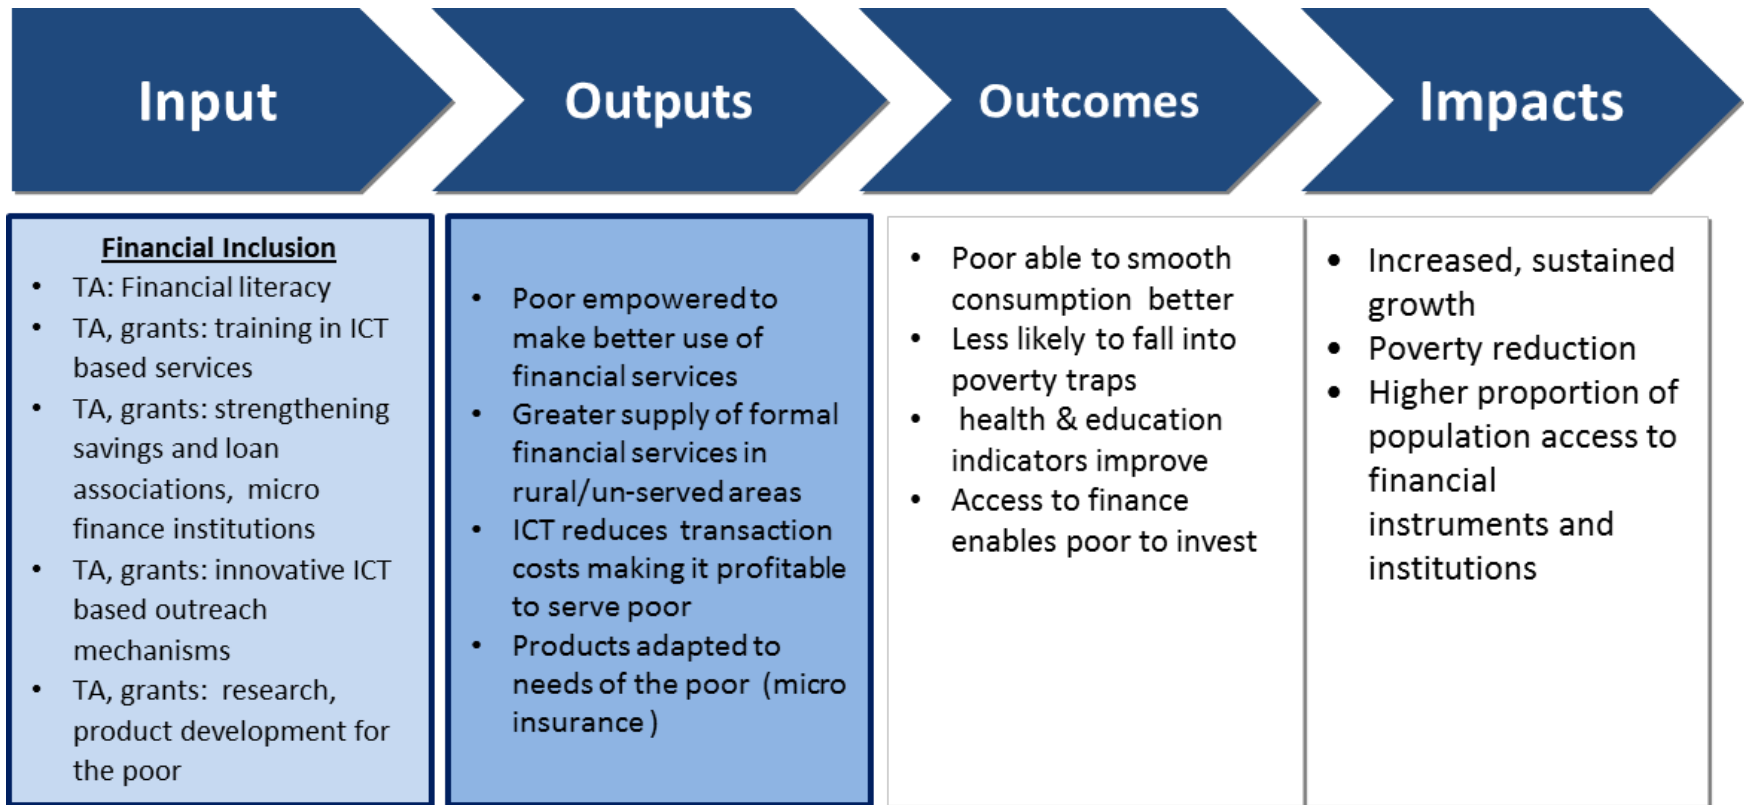 Input
Outputs
Outcomes
Impacts
Financial Inclusion
• TA: Financial literacy
• TA, grants: training in ICT
based services
• TA, grants: strengthening
savings and loan
associations, micro
finance institutions
• TA, grants: innovative ICT
based outreach
mechanisms
• TA, grants: research,
product development for
the poor
• Poor empowered to
make better use of
financial services
• Greater supply of formal
financial services in
rural/un-served areas
• ICT reduces transaction
costs making it profitable
to serve poor
• Products adapted to
needs of the poor (micro
insurance )
• Poor able to smooth
consumption better
• Less likely to fall into
poverty traps
• health & education
indicators improve
• Access to finance
enables poor to invest
• Increased, sustained
growth
• Poverty reduction
• Higher proportion of
population access to
financial
instruments and
institutions